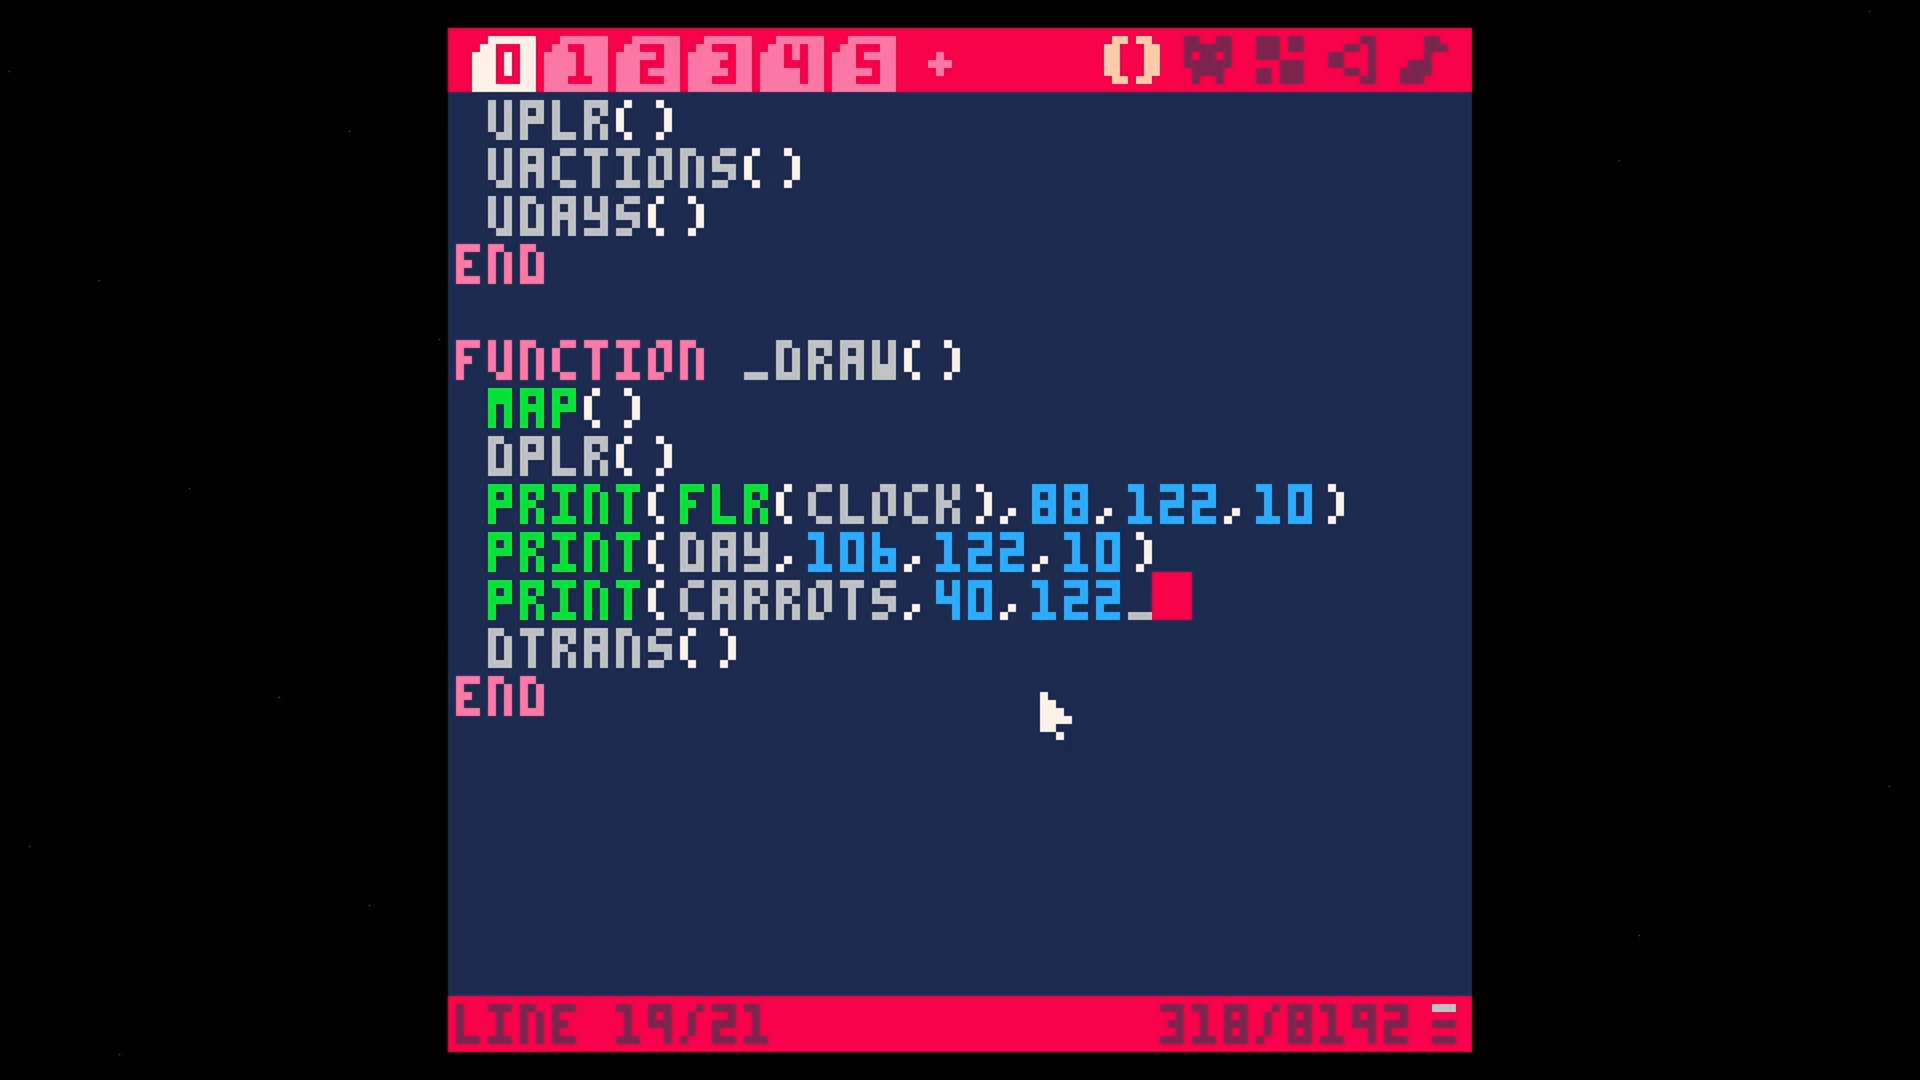 0 1 2 3 4 5 + ()
UPLR()
UACTIONS()
UDAYS()
END
FUNCTION _DRAW()
MAP()
DPLR()
PRINT(FLR(CLOCK),88,122,10)
PRINT(DAY,106,122,10)
PRINT(CARROTS,40,122_
DTRANS()
END
LINE 19/21 318/8192